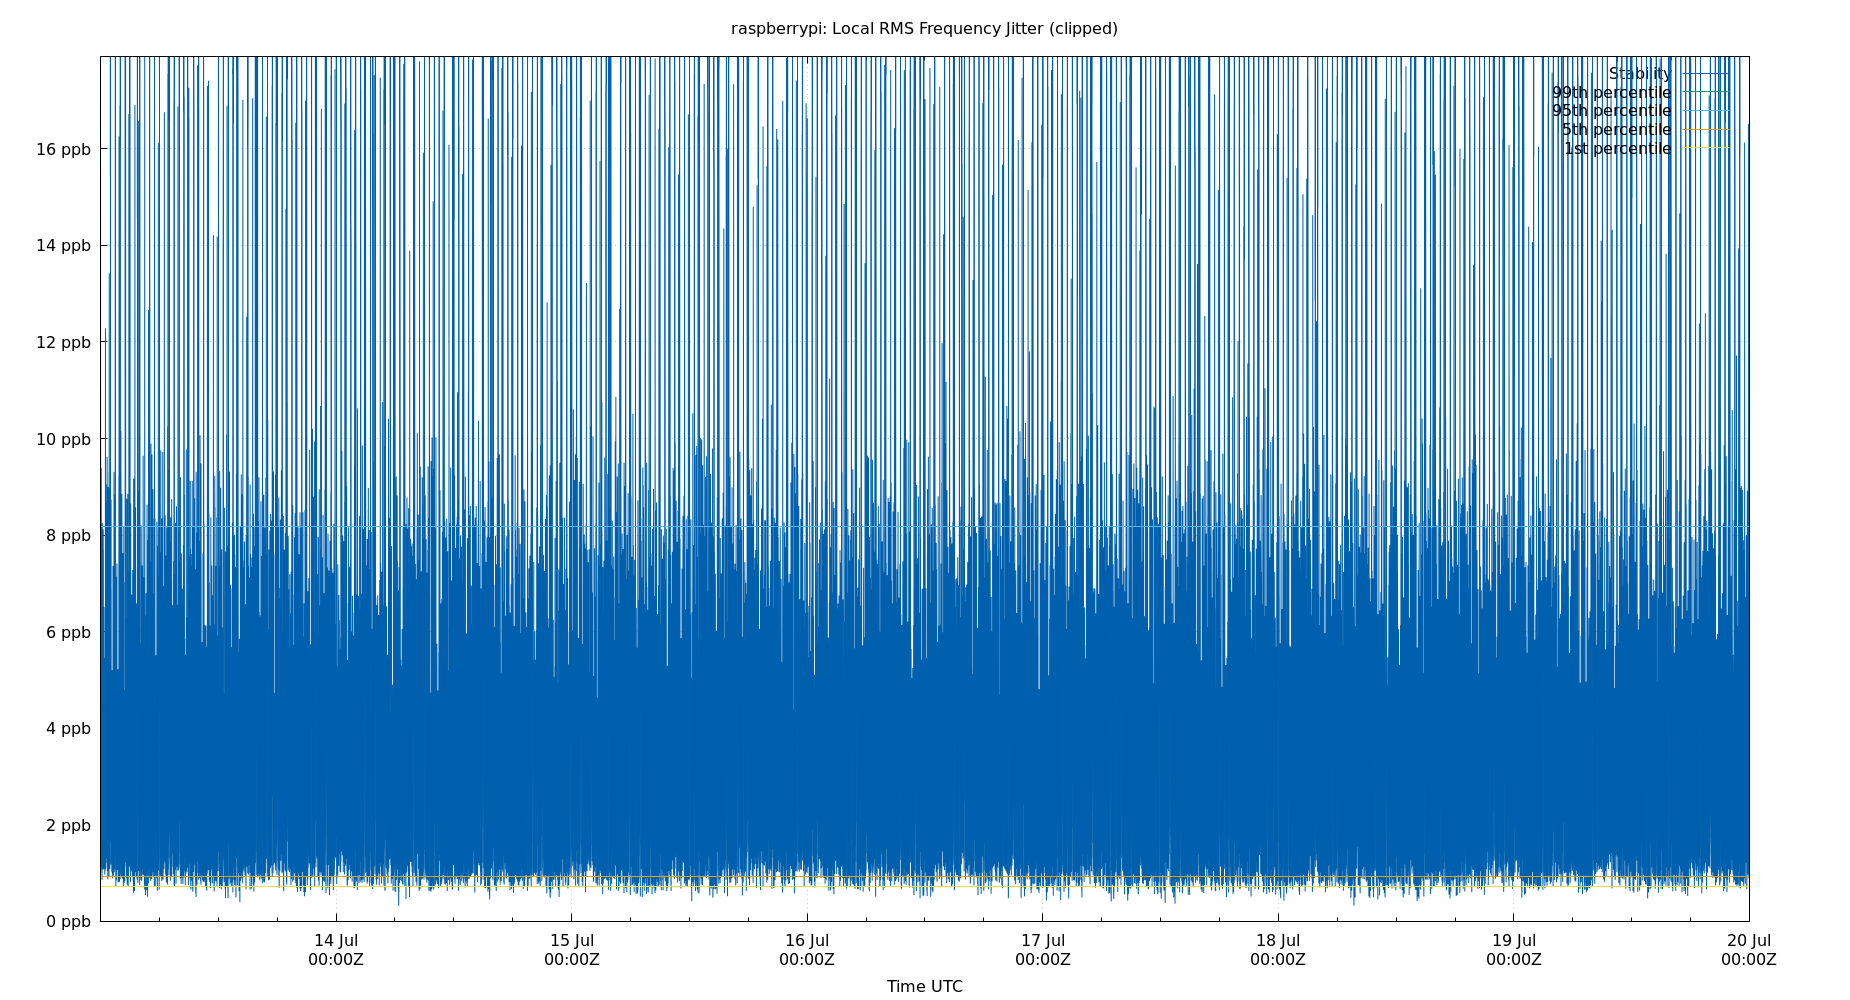 raspberrypi: Local RMS Frequency Jitter (clipped)
Stability
99th percentile
95th percentile
5th percentile
1st percentile
16 ppb
14 ppb
12 ppb
10 ppb
8 ppb
6 ppb
4 ppb
2 ppb
0 ppb
14 Jul 15 Jul 16 Jul 17 Jul 18 Jul 19 Jul 20 Jul
00:00Z 00:00Z 00:00Z 00:00Z 00:00Z 00:00Z 00:00Z
Time UTC